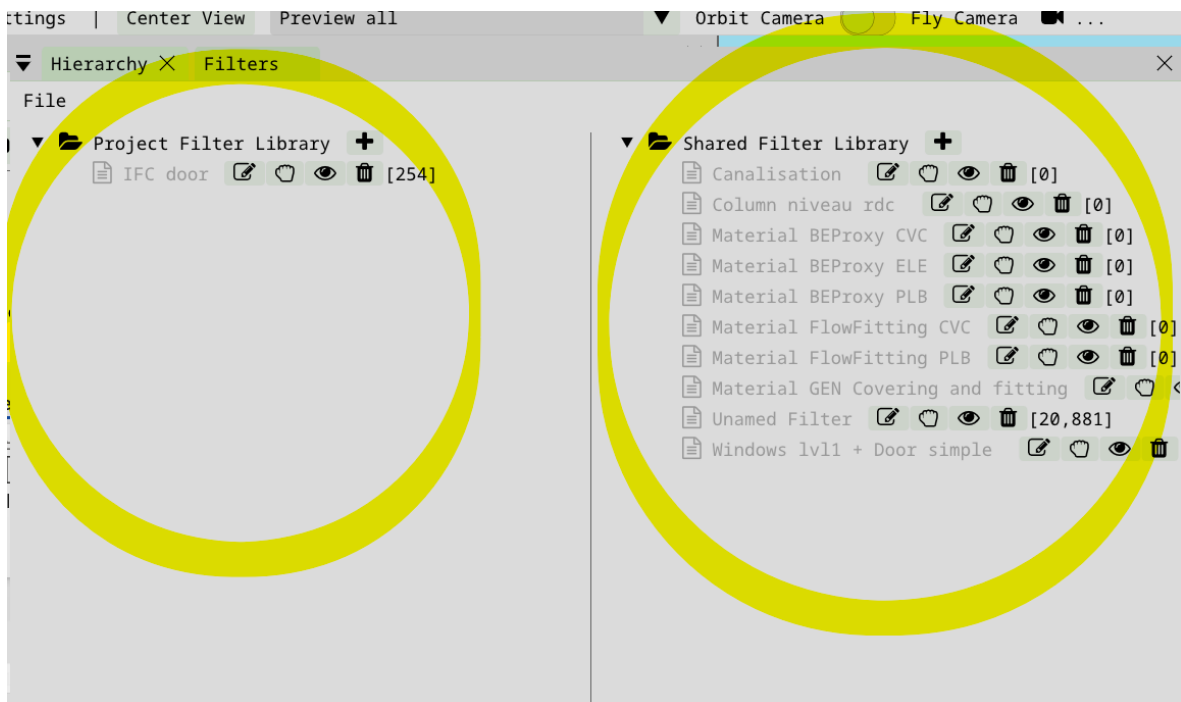 ttings | Center View Preview all Orbit Camera Fly Camera ...
Hierarchy Filters
File
Project Filter Library
IFC door [254]
Shared Filter Library
Canalisation [0]
Column niveau rdc [0]
Material BEProxy CVC [0]
Material BEProxy ELE [0]
Material BEProxy PLB [0]
Material FlowFitting CVC [0]
Material FlowFitting PLB [0]
Material GEN Covering and fitting
Unamed Filter [20,881]
Windows lvl1 + Door simple